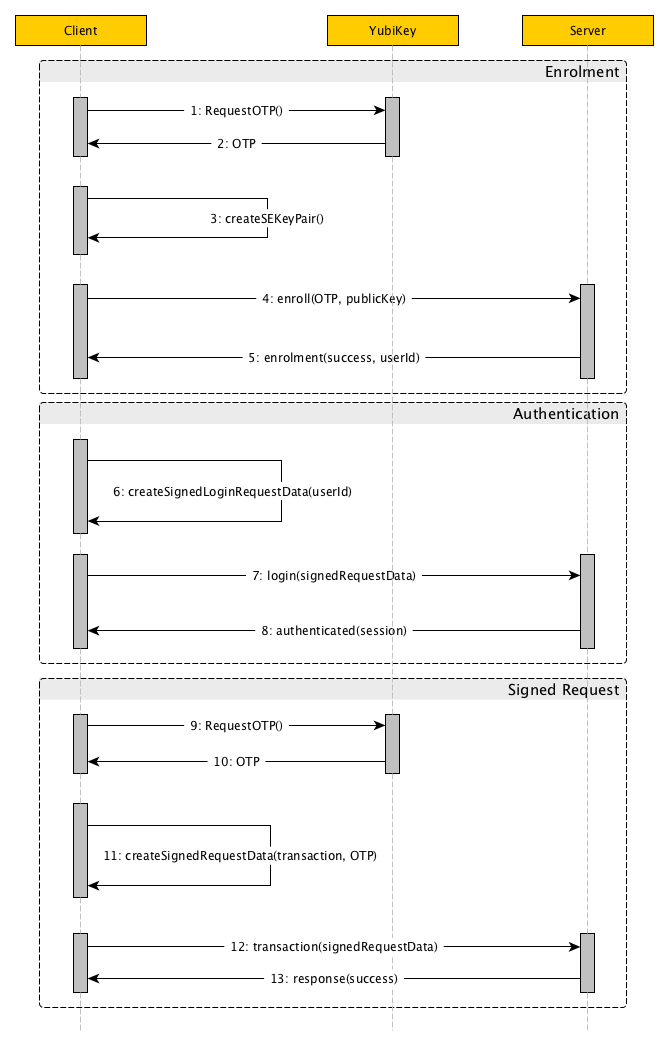 Client YubiKey Server
Enrolment
1: RequestOTP()
2: OTP
3: createSEKeyPair()
4: enroll(OTP, publicKey)
5: enrolment(success, userId)
Authentication
6: createSignedLoginRequestData(userId)
7: login(signedRequestData)
8: authenticated(session)
Signed Request
9: RequestOTP()
10: OTP
11: createSignedRequestData(transaction, OTP)
12: transaction(signedRequestData)
13: response(success)